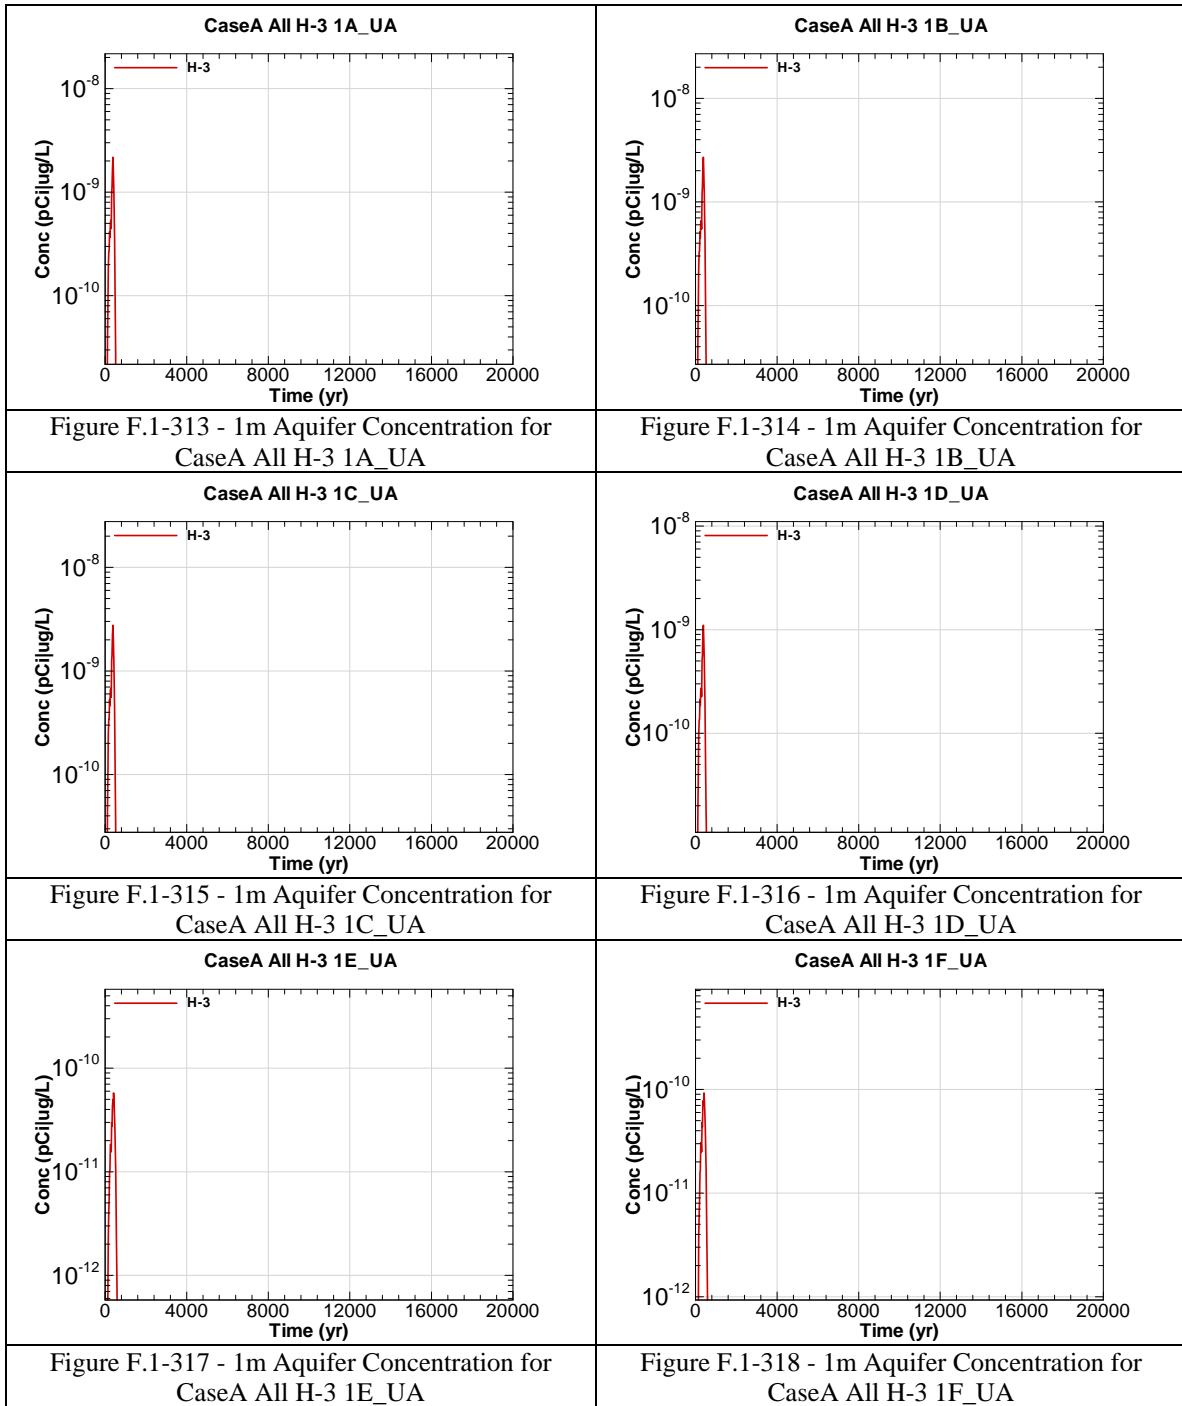 CaseA All H-3 1A_UA
H-3
10-8
10-9
10-10
Conc (pCi|ug/L)
0 4000 8000 12000 16000 20000
Time (yr)
Figure F.1-313 - 1m Aquifer Concentration for
CaseA All H-3 1A_UA
CaseA All H-3 1B_UA
H-3
10-8
10-9
10-10
Conc (pCi|ug/L)
0 4000 8000 12000 16000 20000
Time (yr)
Figure F.1-314 - 1m Aquifer Concentration for
CaseA All H-3 1B_UA
CaseA All H-3 1C_UA
H-3
10-8
10-9
10-10
Conc (pCi|ug/L)
0 4000 8000 12000 16000 20000
Time (yr)
Figure F.1-315 - 1m Aquifer Concentration for
CaseA All H-3 1C_UA
CaseA All H-3 1D_UA
H-3
10-8
10-9
10-10
Conc (pCi|ug/L)
0 4000 8000 12000 16000 20000
Time (yr)
Figure F.1-316 - 1m Aquifer Concentration for
CaseA All H-3 1D_UA
CaseA All H-3 1E_UA
H-3
10-10
10-11
10-12
Conc (pCi|ug/L)
0 4000 8000 12000 16000 20000
Time (yr)
Figure F.1-317 - 1m Aquifer Concentration for
CaseA All H-3 1E_UA
CaseA All H-3 1F_UA
H-3
10-10
10-11
10-12
Conc (pCi|ug/L)
0 4000 8000 12000 16000 20000
Time (yr)
Figure F.1-318 - 1m Aquifer Concentration for
CaseA All H-3 1F_UA